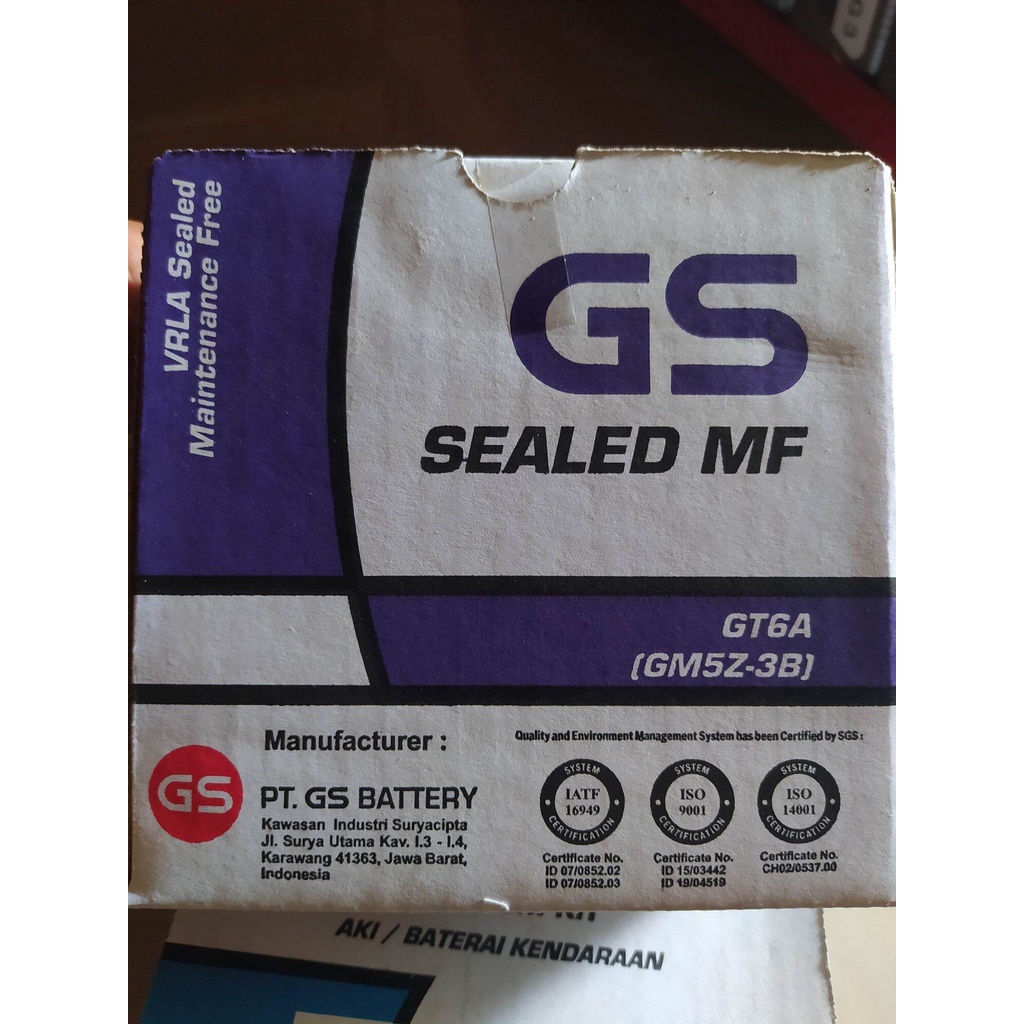 VRLA Sealed
Maintenance Free
GS
SEALED MF
GT6A
(GM5Z-3B)
Manufacturer :
GS
PT. GS BATTERY
Kawasan Industri Suryacipta
Jl. Surya Utama Kav. I.3 - I.4,
Karawang 41363, Jawa Barat,
Indonesia
Quality and Environment Management System has been Certified by SGS :
SYSTEM
IATF
16949
CERTIFICATION
Certificate No.
ID 07/0852.02
ID 07/0852.03
SYSTEM
ISO
9001
CERTIFICATION
Certificate No.
ID 15/03442
ID 19/04519
SYSTEM
ISO
14001
CERTIFICATION
Certificate No.
CH02/0537.00
AKI / BATERAI KENDARAAN